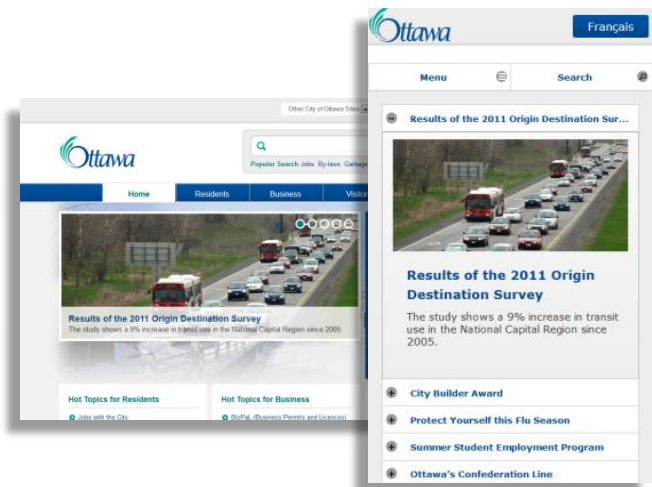 Other City of Ottawa Sites
Ottawa
Popular Search Jobs By-laws Garbage
Home Residents Business Visitor
Results of the 2011 Origin Destination Survey
The study shows a 9% increase in transit use in the National Capital Region since 2005.
Hot Topics for Residents
Hot Topics for Business
Jobs with the City
BizPaL (Business Permits and Licences)
Ottawa
Français
Menu
Search
Results of the 2011 Origin Destination Sur...
Results of the 2011 Origin
Destination Survey
The study shows a 9% increase in transit
use in the National Capital Region since
2005.
City Builder Award
Protect Yourself this Flu Season
Summer Student Employment Program
Ottawa's Confederation Line